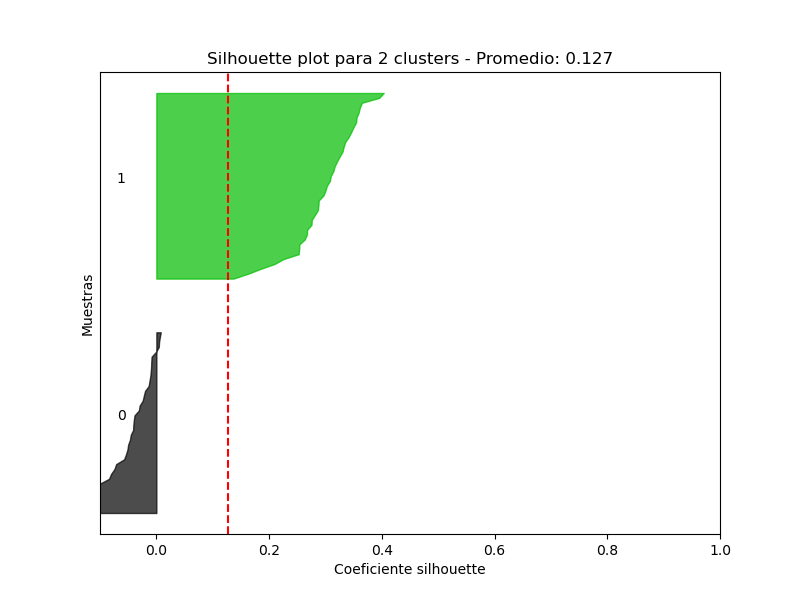 Silhouette plot para 2 clusters - Promedio: 0.127
Muestras
1
0
0.0 0.2 0.4 0.6 0.8 1.0
Coeficiente silhouette